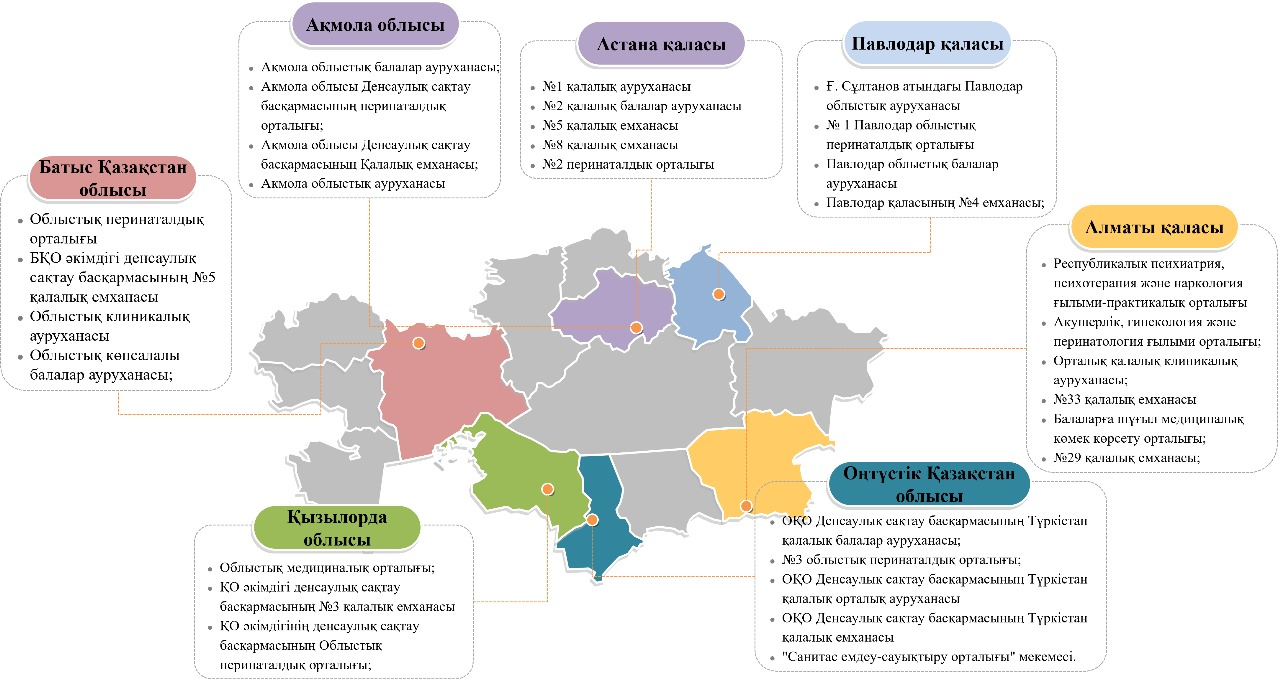 Ақмола облысы
• Ақмола облыстық балалар ауруханасы;
• Ақмола облысы Денсаулық сақтау
басқармасының перинаталдық
орталығы;
• Ақмола облысы Денсаулық сақтау
басқармасының Қалалық емханасы;
• Ақмола облыстық ауруханасы
Астана қаласы
• №1 қалалық ауруханасы
• №2 қалалық балалар ауруханасы
• №5 қалалық емханасы
• №8 қалалық емханасы
• №2 перинаталдық орталығы
Павлодар қаласы
• Ғ. Сұлтанов атындағы Павлодар
облыстық ауруханасы
• № 1 Павлодар облыстық
перинаталдық орталығы
• Павлодар облыстық балалар
ауруханасы
• Павлодар қаласының №4 емханасы;
Батыс Қазақстан
облысы
• Облыстық перинаталдық
орталығы
• БҚО әкімдігі денсаулық
сақтау басқармасының №5
қалалық емханасы
• Облыстық клиникалық
ауруханасы
• Облыстық көпсалалы
балалар ауруханасы;
Алматы қаласы
• Республикалық психиатрия,
психотерапия және наркология
ғылыми-практикалық орталығы
• Акушерлік, гинекология және
перинатология ғылыми орталығы;
• Орталық қалалық клиникалық
ауруханасы;
• №33 қалалық емханасы
• Балаларға шұғыл медициналық
көмек көрсету орталығы;
• №29 қалалық емханасы;
Қызылорда
облысы
• Облыстық медициналық орталығы;
• ҚО әкімдігі денсаулық сақтау
басқармасының №3 қалалық емханасы
• ҚО әкімдігінің денсаулық сақтау
басқармасының Облыстық
перинаталдық орталығы;
Оңтүстік Қазақстан
облысы
• ОҚО Денсаулық сақтау басқармасының Түркістан
қалалық балалар ауруханасы;
• №3 облыстық перинаталдық орталығы;
• ОҚО Денсаулық сақтау басқармасының Түркістан
қалалық орталық ауруханасы
• ОҚО Денсаулық сақтау басқармасының Түркістан
қалалық емханасы
• "Санитас емдеу-сауықтыру орталығы" мекемесі.